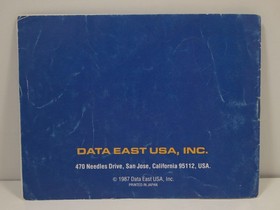 DATA EAST USA, INC.
470 Needles Drive, San Jose, California 95112, USA.
© 1987 Data East USA, Inc.
PRINTED IN JAPAN